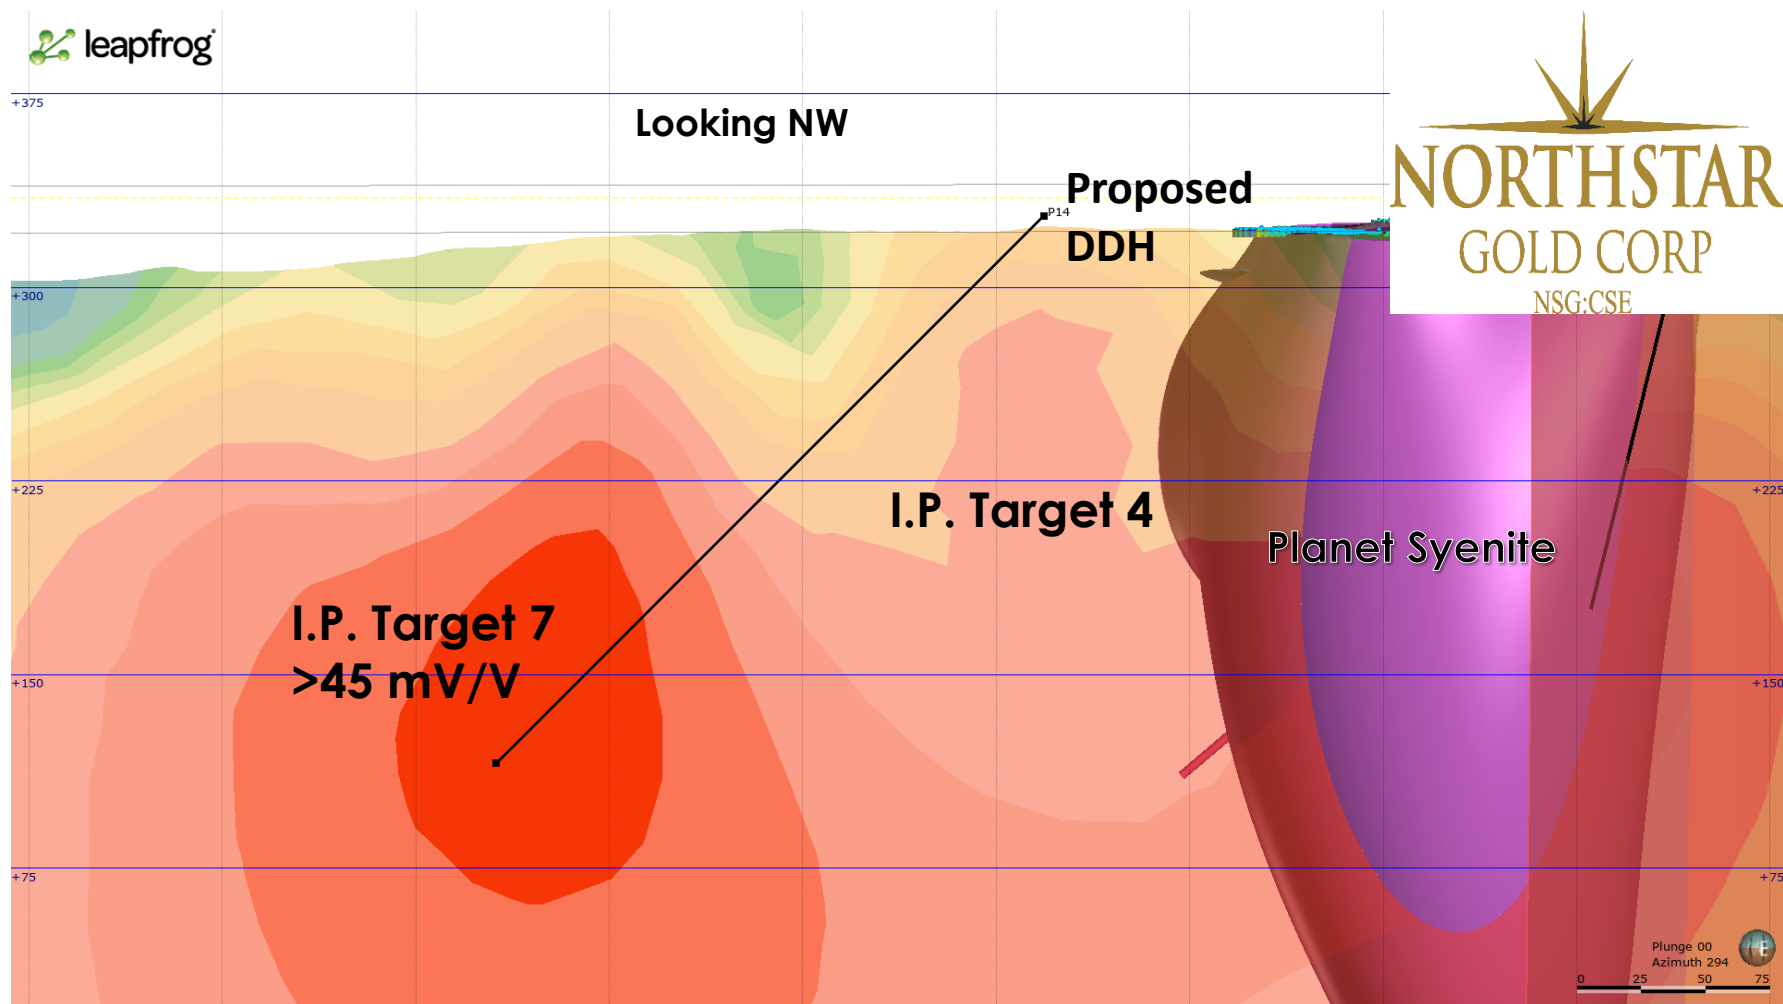 leapfrog
+375
Looking NW
NORTHSTAR
GOLD CORP
NSG:CSE
P14
Proposed
DDH
+300
+225
+225
I.P. Target 4
Planet Syenite
I.P. Target 7
>45 mV/V
+150
+150
+75
+75
Plunge 00
Azimuth 294
E
0 25 50 75